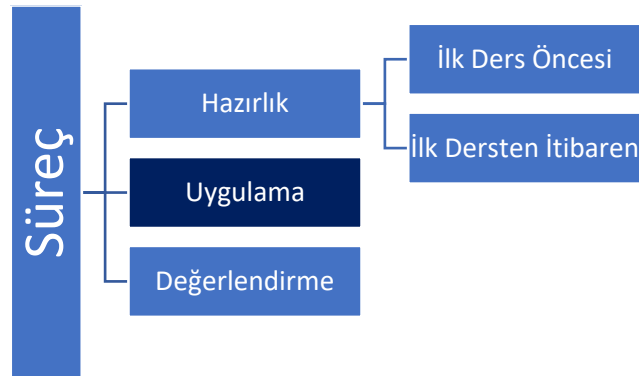 Süreç
Hazırlık
İlk Ders Öncesi
İlk Dersten İtibaren
Uygulama
Değerlendirme